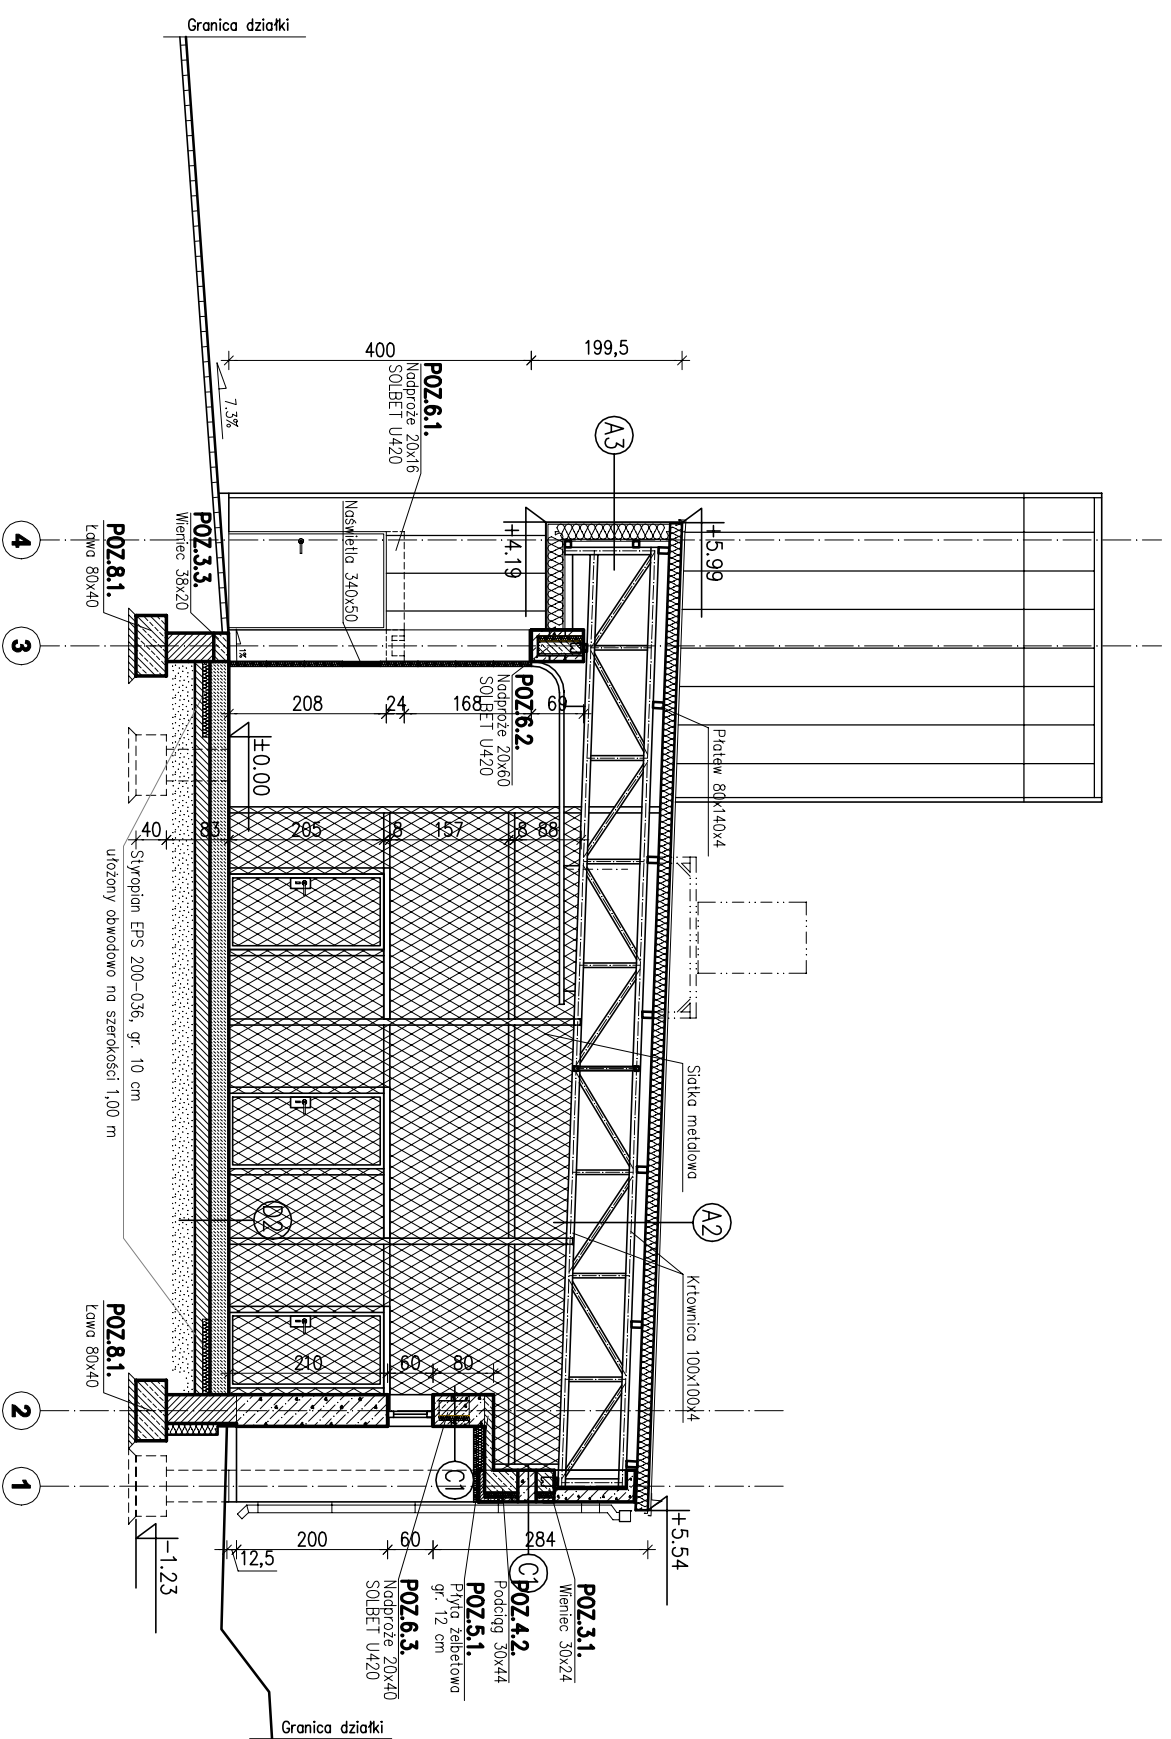 Granica działki
400
199,5
7.3%
POZ.6.1.
Nadproże 20x16
SOLBET U420
A3
Naświetla 340x50
+4.19
+5.99
4
POZ.8.1.
Ława 80x40
POZ.3.3.
Wieniec 38x20
3
1%
208
24
168
60
POZ.6.2.
Nadproże 20x60
SOLBET U420
±0.00
Płatew 80x140x4
40
83
205
8
157
8
88
Styropian EPS 200-036, gr. 10 cm
ułożony obwodowo na szerokości 1,00 m
Siatka metalowa
D2
A2
Krtownica 100x100x4
POZ.8.1.
Ława 80x40
210
60
80
2
C1
1
-1.23
12,5
200
60
284
C1
+5.54
POZ.3.1.
Wieniec 30x24
POZ.4.2.
Podciąg 30x44
POZ.5.1.
Płyta żelbetowa
gr. 12 cm
POZ.6.3.
Nadproże 20x40
SOLBET U420
Granica działki